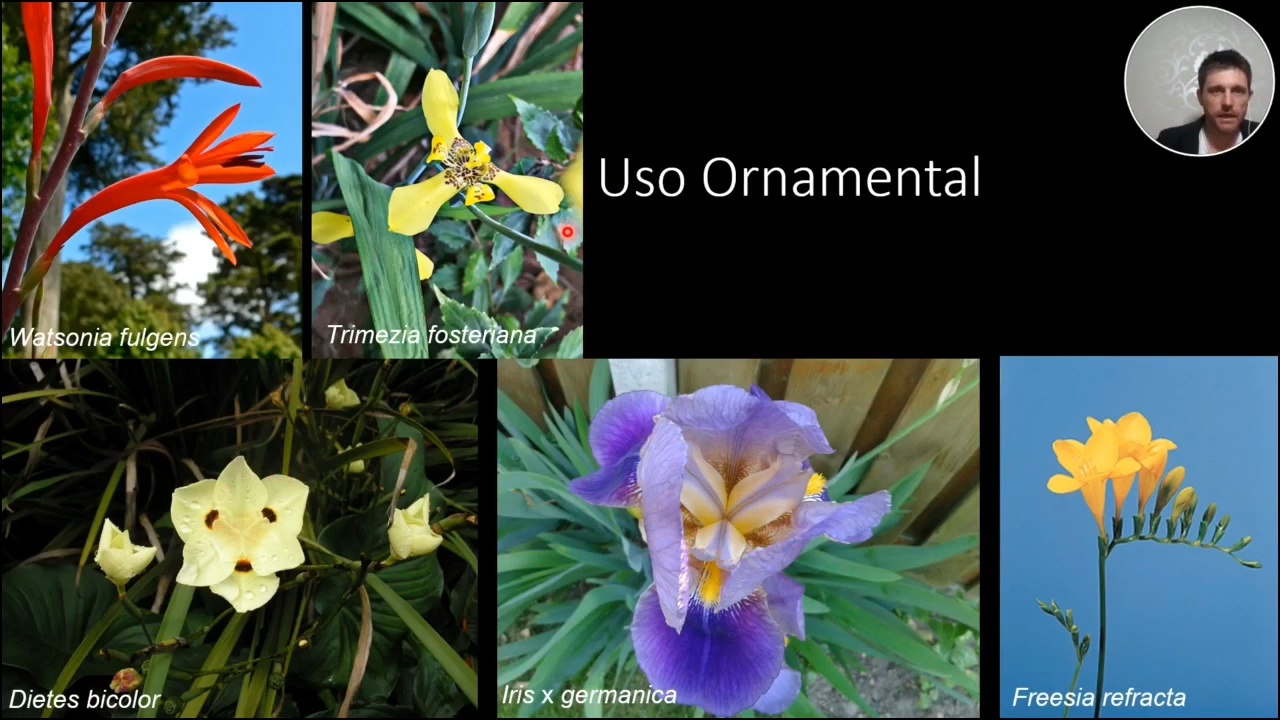 Uso Ornamental
Watsonia fulgens
Trimezia fosteriana
Dietes bicolor
Iris x germanica
Freesia refracta